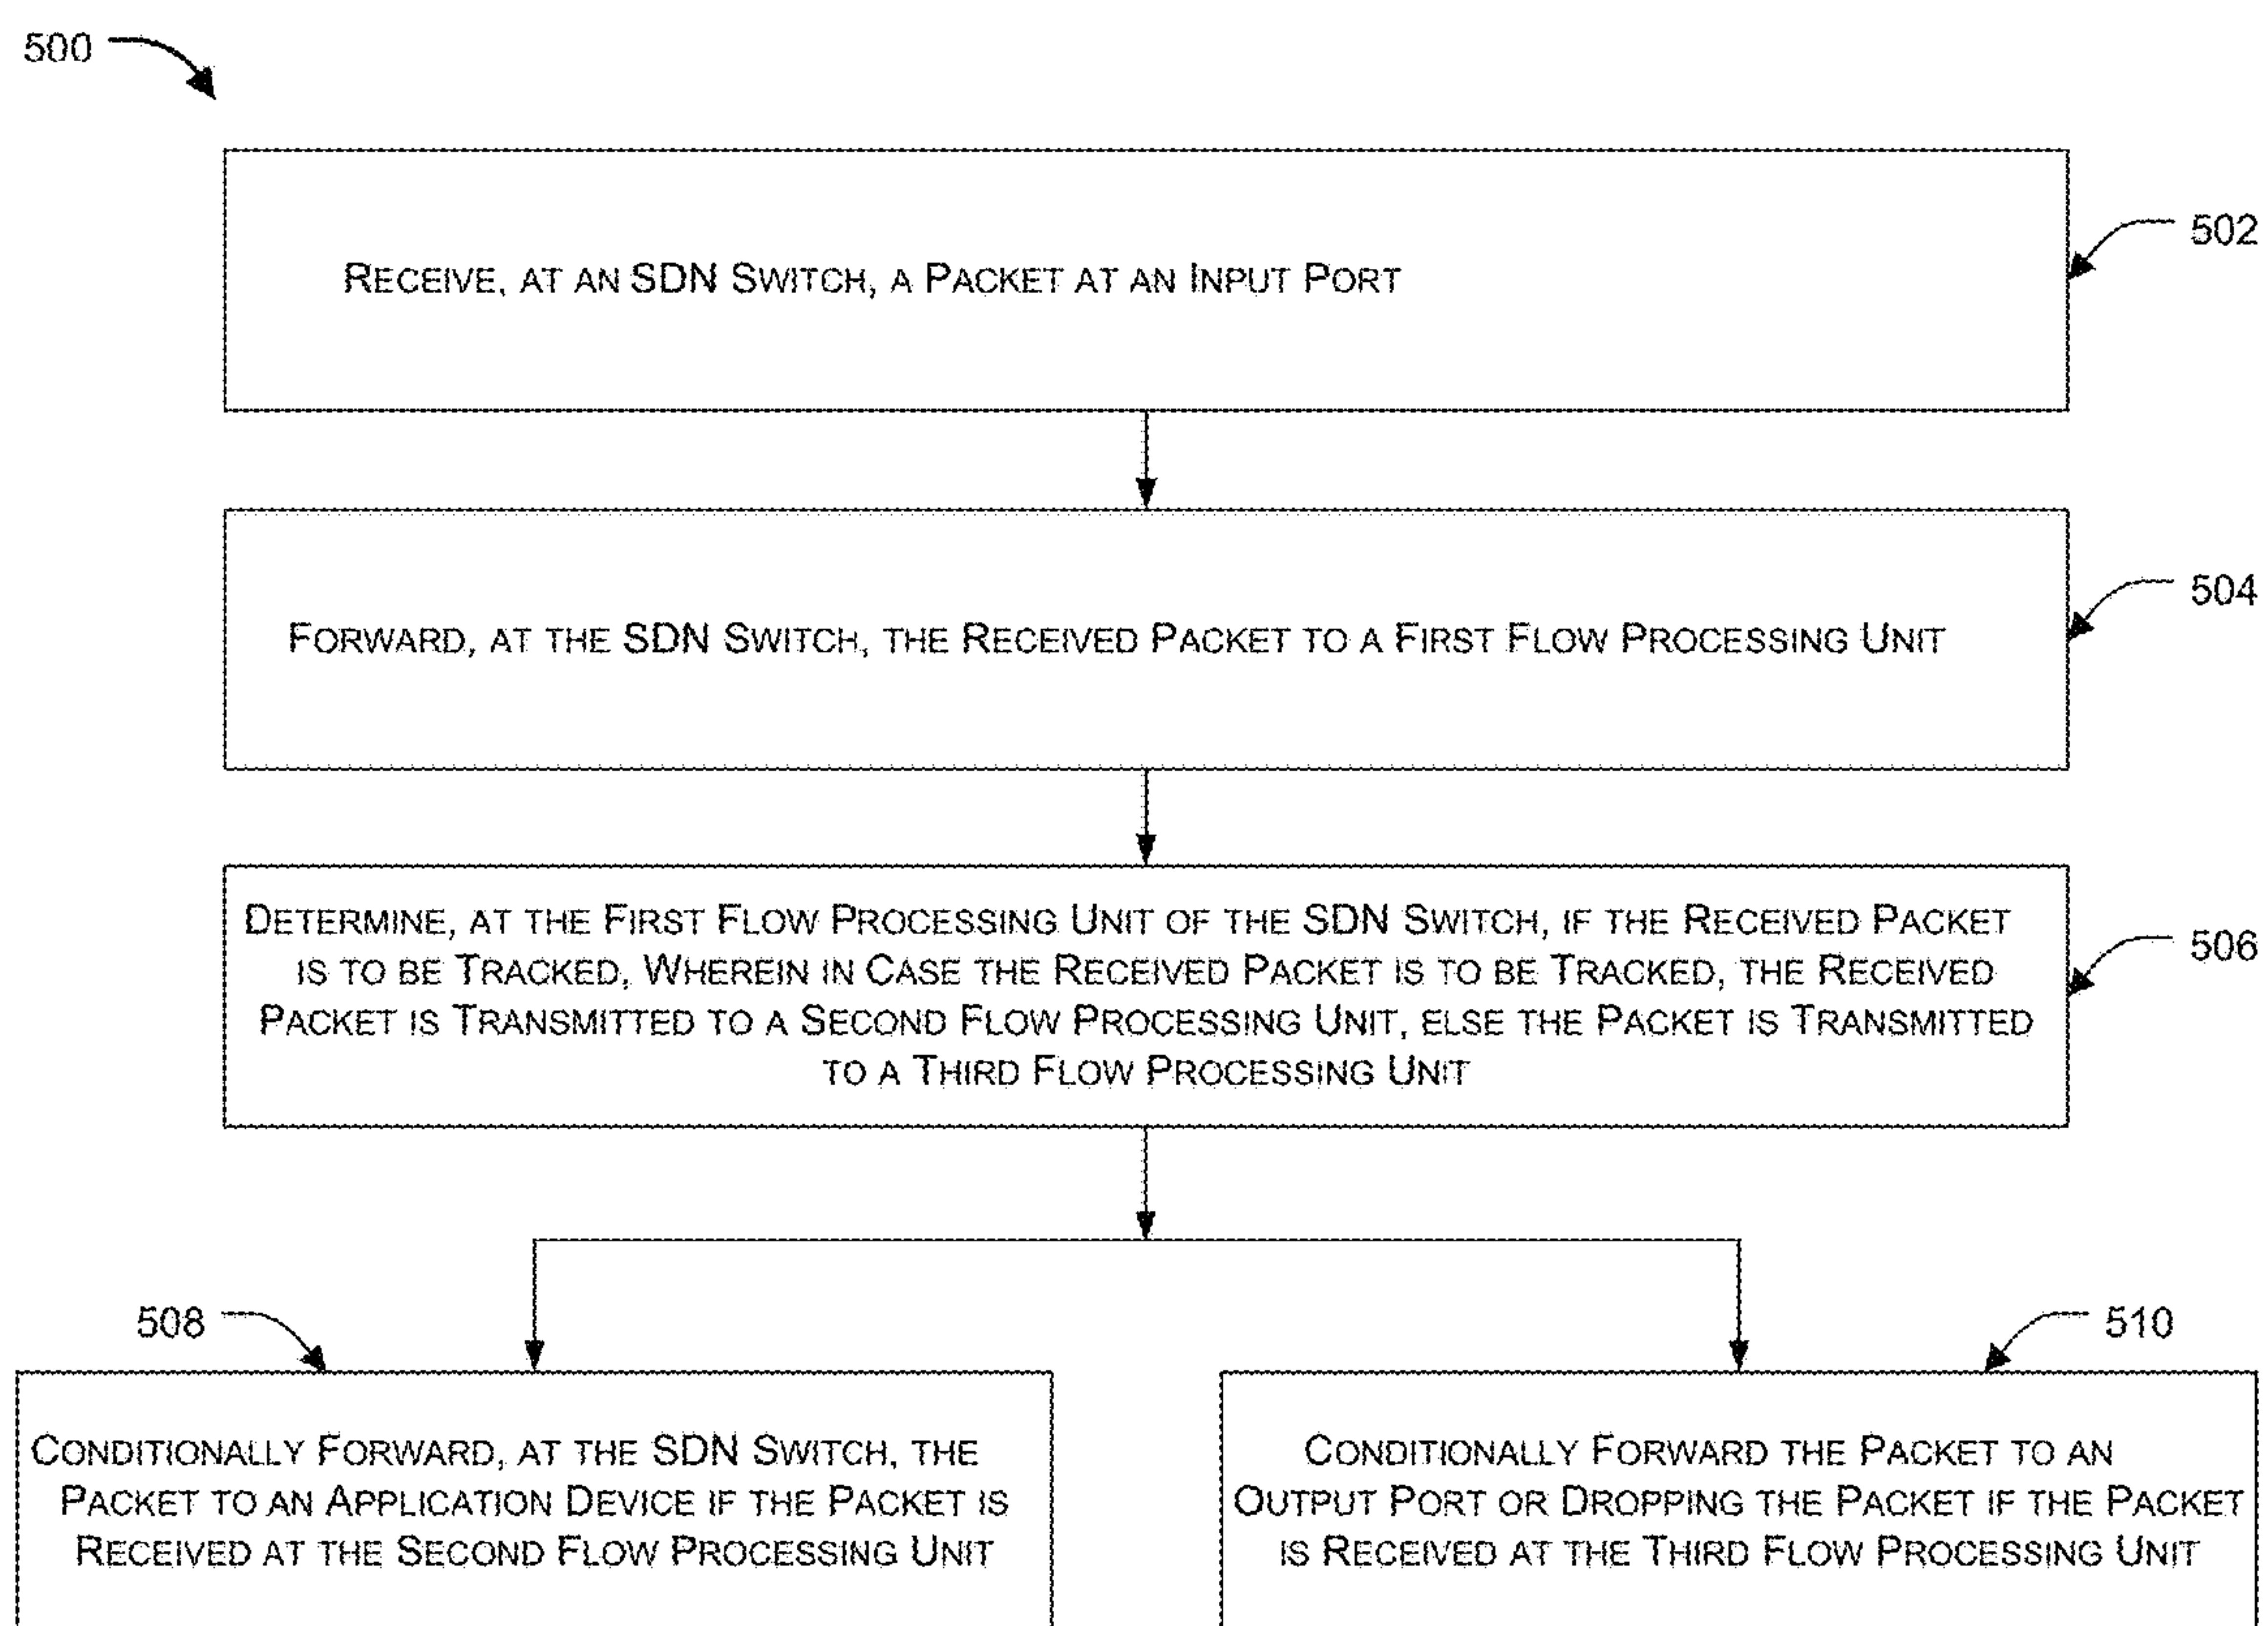 500
502
RECEIVE, AT AN SDN SWITCH, A PACKET AT AN INPUT PORT
504
FORWARD, AT THE SDN SWITCH, THE RECEIVED PACKET TO A FIRST FLOW PROCESSING UNIT
DETERMINE, AT THE FIRST FLOW PROCESSING UNIT OF THE SDN SWITCH, IF THE RECEIVED PACKET
506
IS TO BE TRACKED, WHEREIN IN CASE THE RECEIVED PACKET IS TO BE TRACKED, THE RECEIVED
PACKET IS TRANSMITTED TO A SECOND FLOW PROCESSING UNIT, ELSE THE PACKET IS TRANSMITTED
TO A THIRD FLOW PROCESSING UNIT
508
510
CONDITIONALLY FORWARD, AT THE SDN SWITCH, THE
PACKET TO AN APPLICATION DEVICE IF THE PACKET IS
RECEIVED AT THE SECOND FLOW PROCESSING UNIT
CONDITIONALLY FORWARD THE PACKET TO AN
OUTPUT PORT OR DROPPING THE PACKET IF THE PACKET
IS RECEIVED AT THE THIRD FLOW PROCESSING UNIT